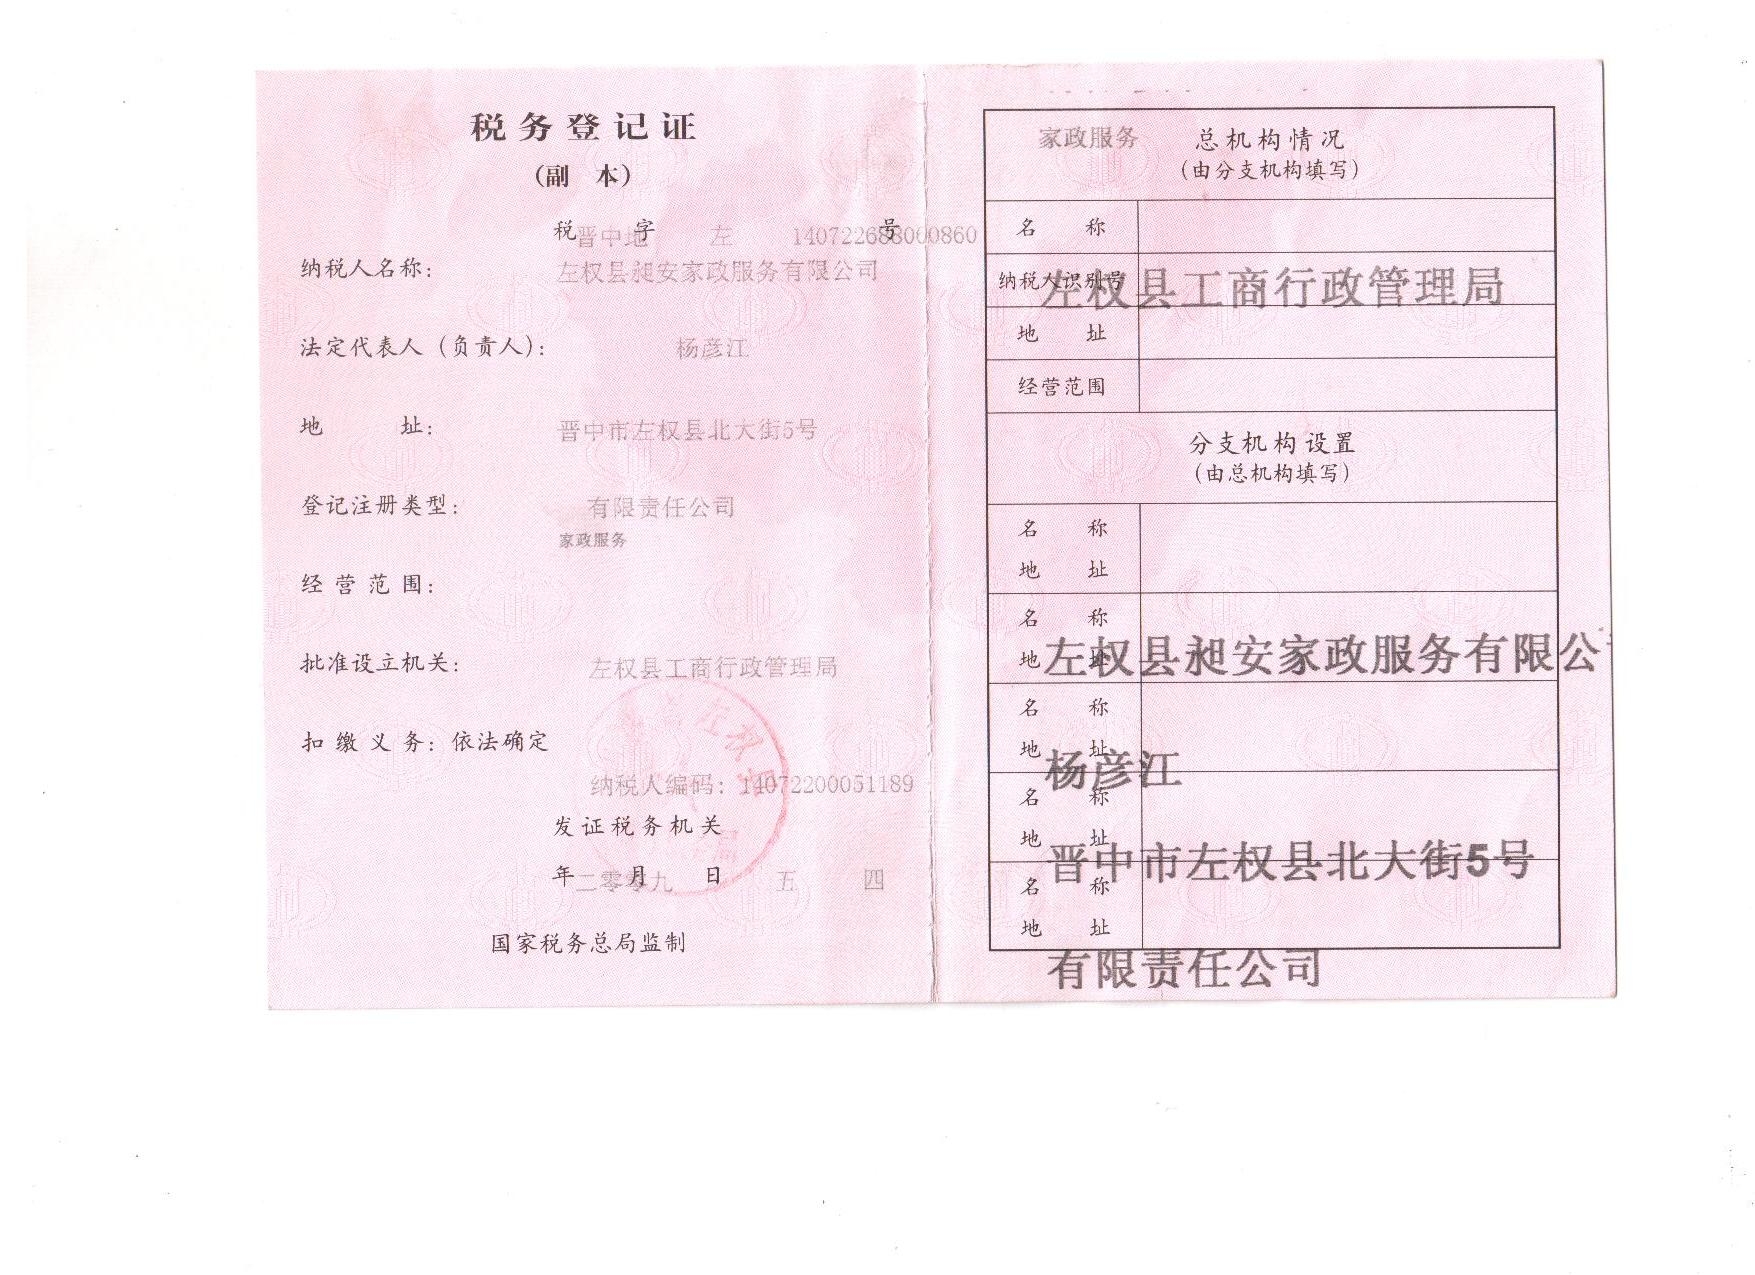 税务登记证
(副 本)
税 晋中地 字 左 140722688000860 号
纳税人名称: 左权县昶安家政服务有限公司
法定代表人(负责人): 杨彦江
地 址: 晋中市左权县北大街5号
登记注册类型: 有限责任公司
家政服务
经营范围:
批准设立机关: 左权县工商行政管理局
扣缴义务: 依法确定
纳税人编码: 14072200051189
发证税务机关
二零零九 年 五 月 四 日
国家税务总局监制
家政服务
总机构情况
(由分支机构填写)
名 称
纳税人识别号
左权县工商行政管理局
地 址
经营范围
分支机构设置
(由总机构填写)
名 称
地 址
名 称
地 址
左权县昶安家政服务有限公
名 称
地 址
杨彦江
名 称
地 址
晋中市左权县北大街5号
名 称
地 址
有限责任公司